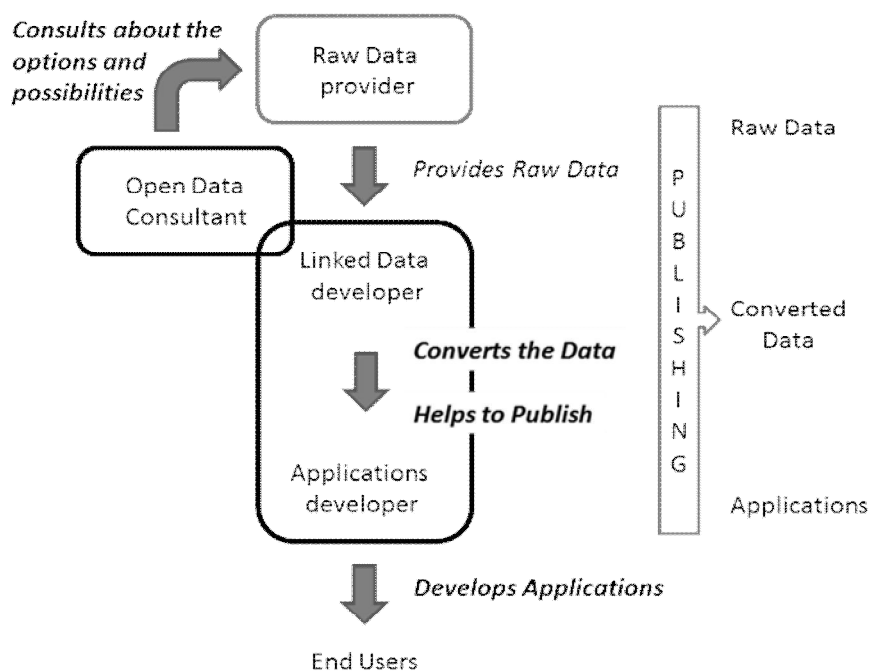 Consults about the
options and
possibilities
Raw Data
provider
Open Data
Consultant
Provides Raw Data
Linked Data
developer
Converts the Data
Helps to Publish
Applications
developer
Develops Applications
End Users
PUBLISHING
Raw Data
Converted
Data
Applications